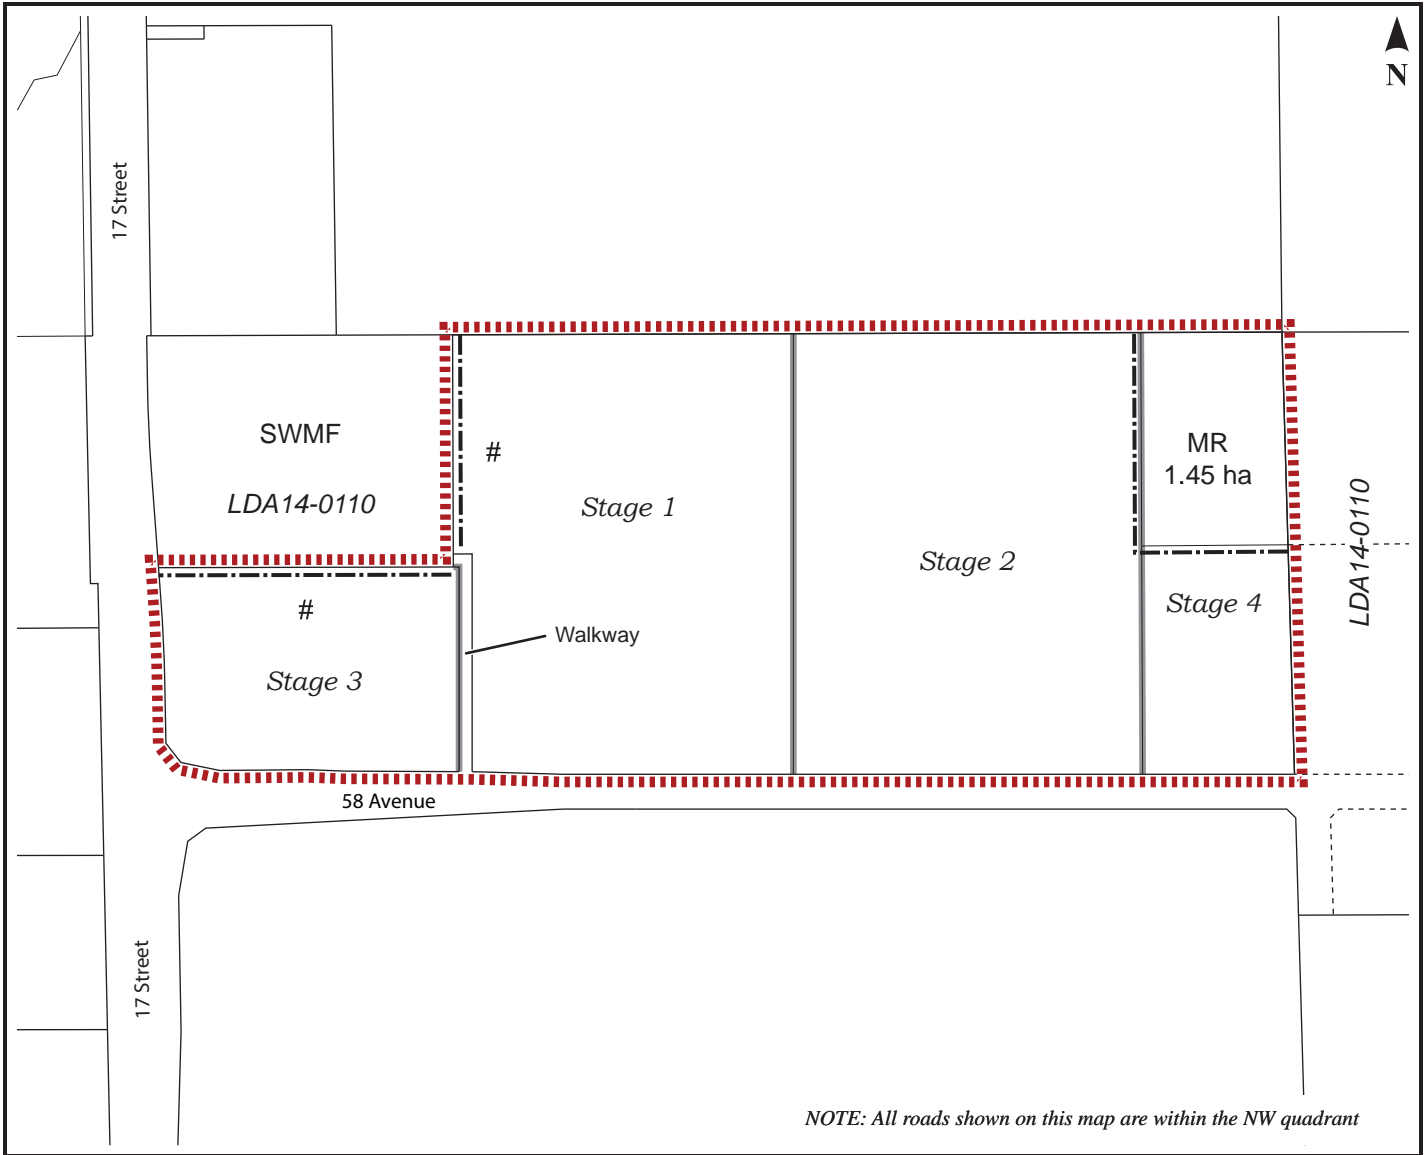 N
17 Street
SWMF
LDA14-0110
#
Stage 1
Stage 2
MR
1.45 ha
Stage 4
LDA14-0110
#
Stage 3
Walkway
58 Avenue
17 Street
NOTE: All roads shown on this map are within the NW quadrant